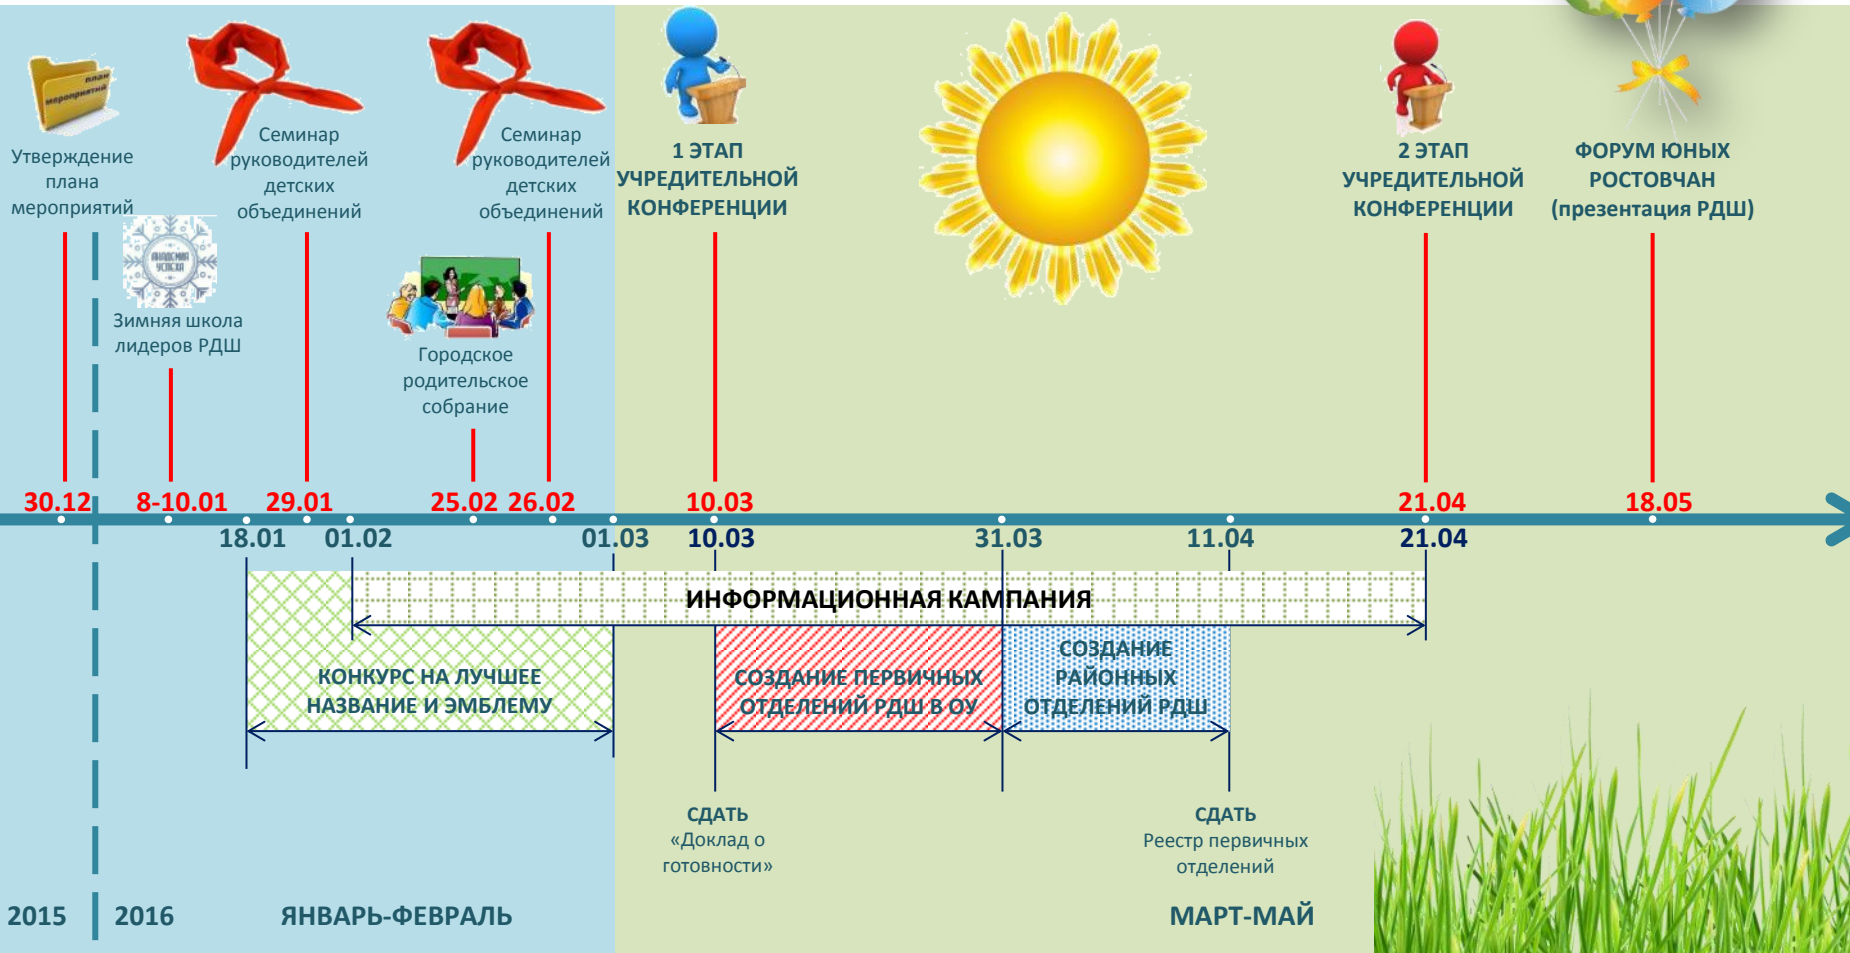 план
мероприятий
Утверждение
плана
мероприятий
АКАДЕМИЯ
УСПЕХА
Зимняя школа
лидеров РДШ
Семинар
руководителей
детских
объединений
Городское
родительское
собрание
Семинар
руководителей
детских
объединений
1 ЭТАП
УЧРЕДИТЕЛЬНОЙ
КОНФЕРЕНЦИИ
2 ЭТАП
УЧРЕДИТЕЛЬНОЙ
КОНФЕРЕНЦИИ
ФОРУМ ЮНЫХ
РОСТОВЧАН
(презентация РДШ)
30.12 8-10.01 29.01 25.02 26.02 10.03 21.04 18.05
18.01 01.02 01.03 10.03 31.03 11.04 21.04
ИНФОРМАЦИОННАЯ КАМПАНИЯ
КОНКУРС НА ЛУЧШЕЕ
НАЗВАНИЕ И ЭМБЛЕМУ
СОЗДАНИЕ ПЕРВИЧНЫХ
ОТДЕЛЕНИЙ РДШ В ОУ
СОЗДАНИЕ
РАЙОННЫХ
ОТДЕЛЕНИЙ РДШ
СДАТЬ
«Доклад о
готовности»
СДАТЬ
Реестр первичных
отделений
2015 2016 ЯНВАРЬ-ФЕВРАЛЬ МАРТ-МАЙ